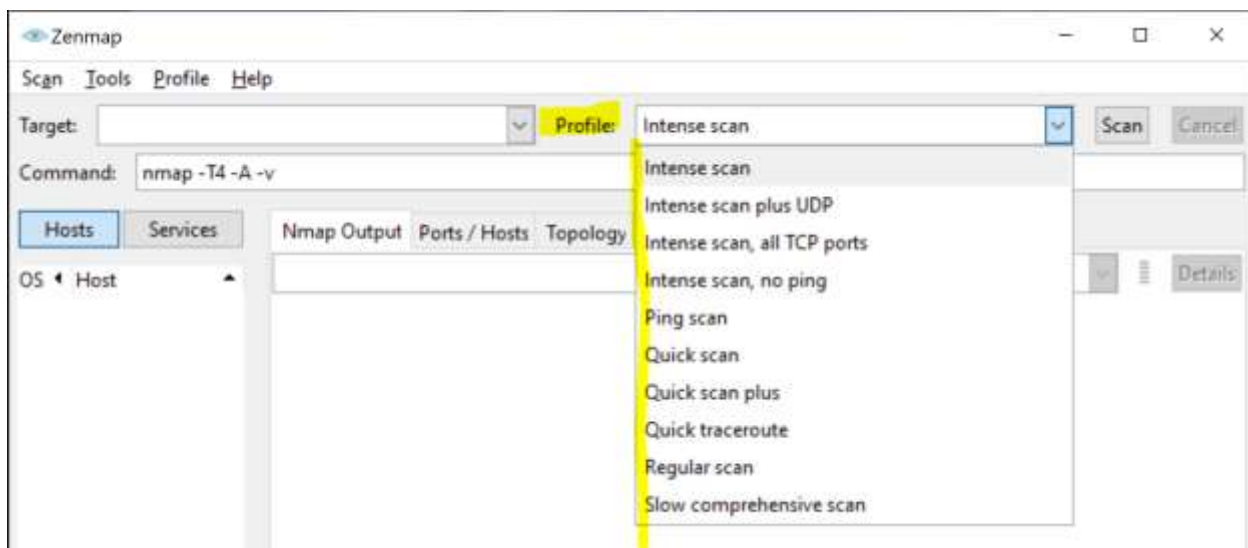 Zenmap
Scan Tools Profile Help
Target: Profile: Intense scan Scan Cancel
Command: nmap -T4 -A -v
Intense scan
Hosts Services Nmap Output Ports / Hosts Topology
Intense scan plus UDP
Intense scan, all TCP ports
OS Host Details
Intense scan, no ping
Ping scan
Quick scan
Quick scan plus
Quick traceroute
Regular scan
Slow comprehensive scan